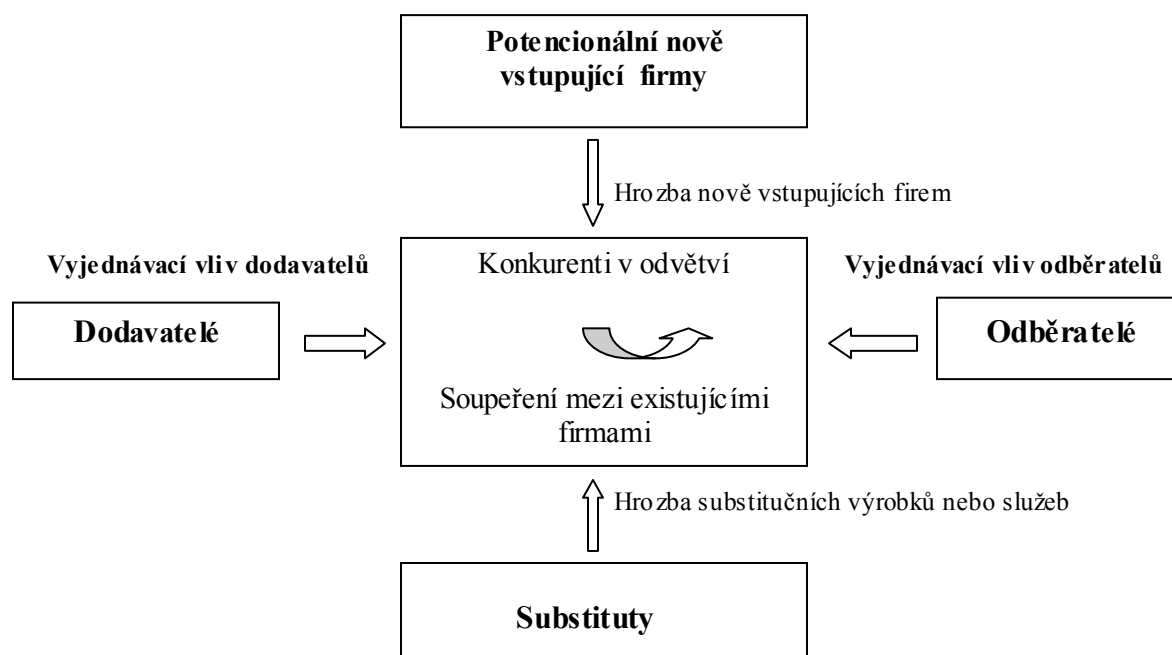 Potencionální nově
vstupující firmy
Hrozba nově vstupujících firem
Vyjednávací vliv dodavatelů
Konkurenti v odvětví
Vyjednávací vliv odběratelů
Dodavatelé
Odběratelé
Soupeření mezi existujícími
firmami
Hrozba substitučních výrobků nebo služeb
Substituty